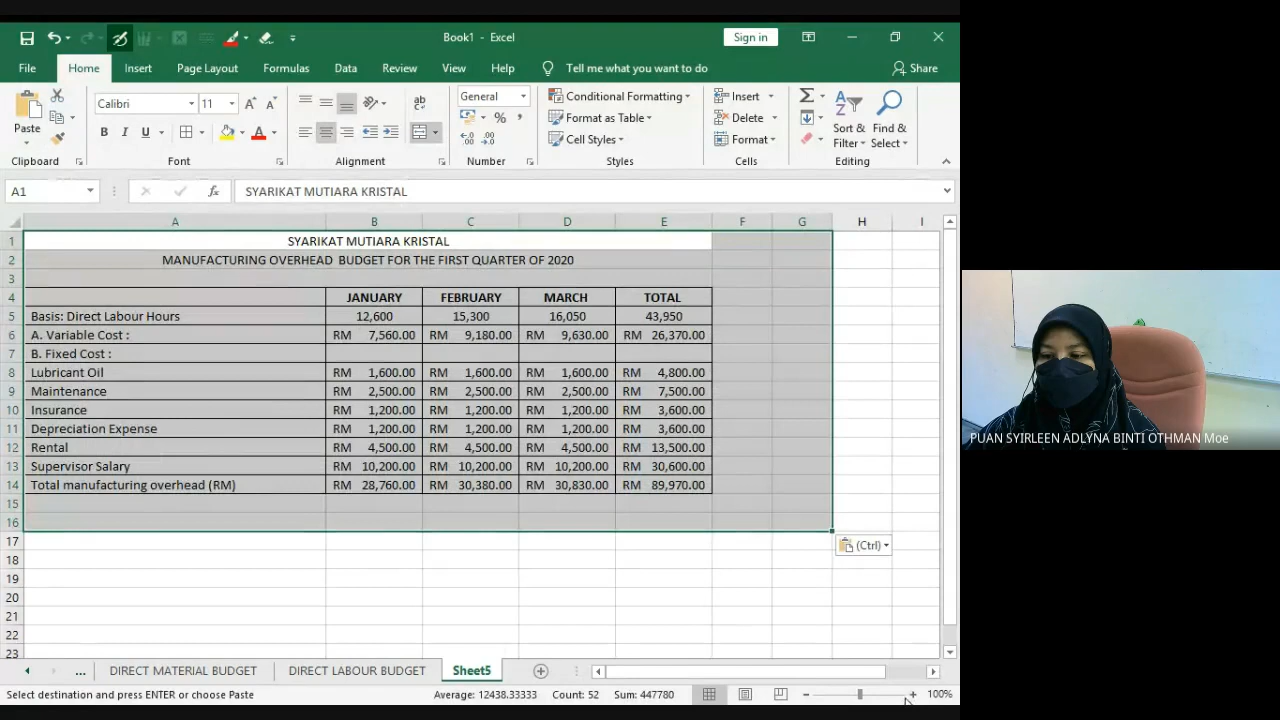 Book1 - Excel
Sign in
File Home Insert Page Layout Formulas Data Review View Help Tell me what you want to do Share
Paste
Calibri 11
General
Conditional Formatting
Format as Table
Cell Styles
Insert
Delete
Format
Sort & Filter
Find & Select
Clipboard Font Alignment Number Styles Cells Editing
A1 fx SYARIKAT MUTIARA KRISTAL
A B C D E F G H I
1 SYARIKAT MUTIARA KRISTAL
2 MANUFACTURING OVERHEAD BUDGET FOR THE FIRST QUARTER OF 2020
3
4 JANUARY FEBRUARY MARCH TOTAL
5 Basis: Direct Labour Hours 12,600 15,300 16,050 43,950
6 A. Variable Cost : RM 7,560.00 RM 9,180.00 RM 9,630.00 RM 26,370.00
7 B. Fixed Cost :
8 Lubricant Oil RM 1,600.00 RM 1,600.00 RM 1,600.00 RM 4,800.00
9 Maintenance RM 2,500.00 RM 2,500.00 RM 2,500.00 RM 7,500.00
10 Insurance RM 1,200.00 RM 1,200.00 RM 1,200.00 RM 3,600.00
11 Depreciation Expense RM 1,200.00 RM 1,200.00 RM 1,200.00 RM 3,600.00
12 Rental RM 4,500.00 RM 4,500.00 RM 4,500.00 RM 13,500.00
13 Supervisor Salary RM 10,200.00 RM 10,200.00 RM 10,200.00 RM 30,600.00
14 Total manufacturing overhead (RM) RM 28,760.00 RM 30,380.00 RM 30,830.00 RM 89,970.00
15
16
17
(Ctrl)
18
19
20
21
22
23
... DIRECT MATERIAL BUDGET DIRECT LABOUR BUDGET Sheet5
Select destination and press ENTER or choose Paste Average: 12438.33333 Count: 52 Sum: 447780 100%
PUAN SYIRLEEN ADLYNA BINTI OTHMAN Moe